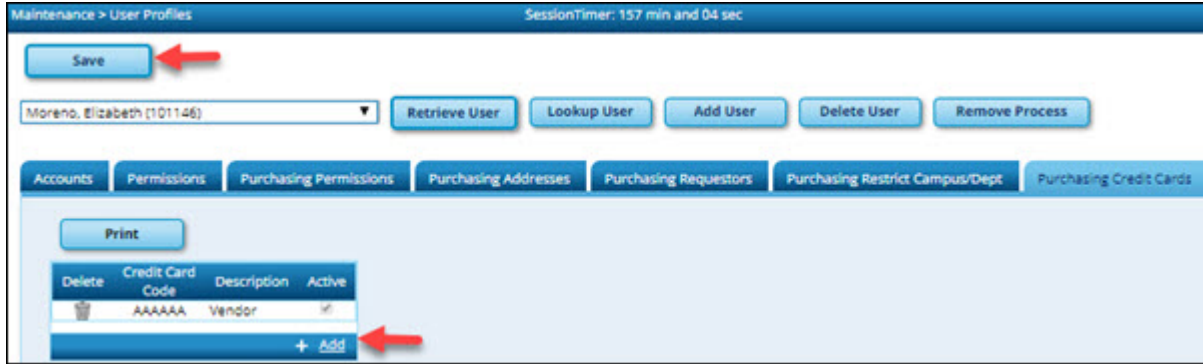 Maintenance > User Profiles SessionTimer: 157 min and 04 sec
Save
Moreno, Elizabeth (101146) Retrieve User Lookup User Add User Delete User Remove Process
Accounts Permissions Purchasing Permissions Purchasing Addresses Purchasing Requestors Purchasing Restrict Campus/Dept Purchasing Credit Cards
Print
Delete Credit Card Code Description Active
AAAAAA Vendor
+ Add